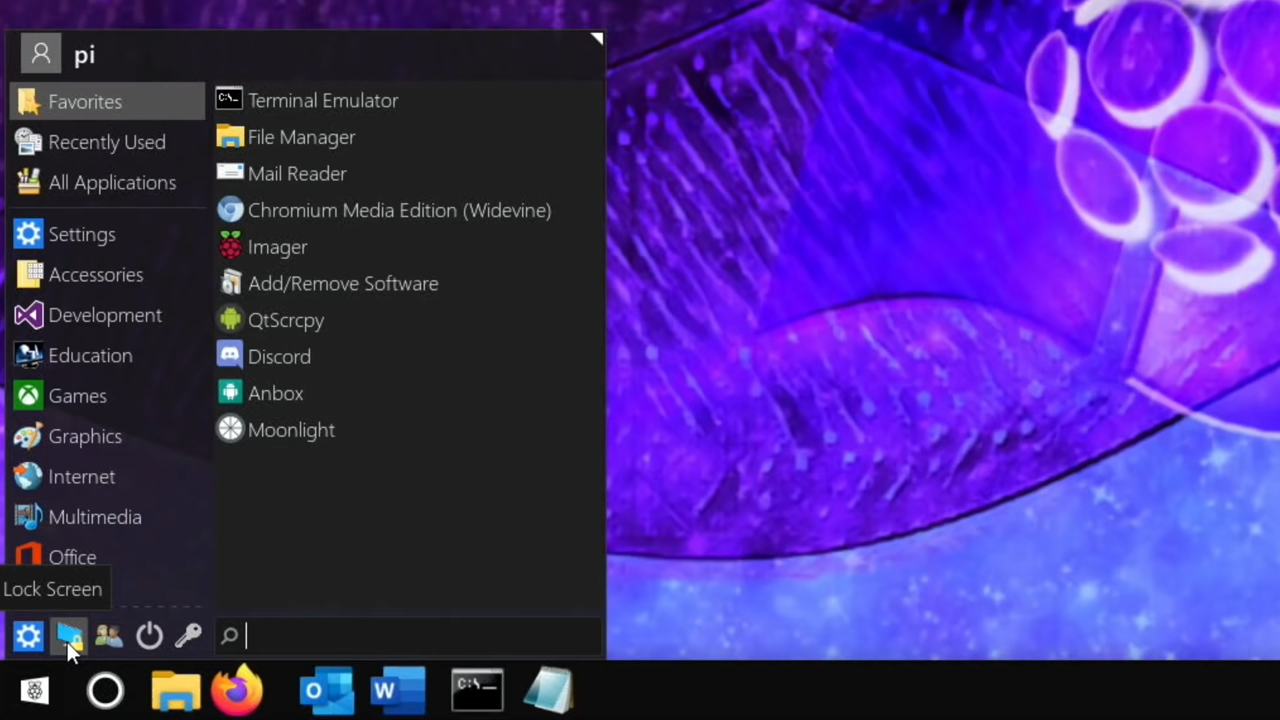 pi
Favorites
Recently Used
All Applications
Settings
Accessories
Development
Education
Games
Graphics
Internet
Multimedia
Office
Lock Screen
C:\_ Terminal Emulator
File Manager
Mail Reader
Chromium Media Edition (Widevine)
Imager
Add/Remove Software
QtScrcpy
Discord
Anbox
Moonlight
O W C:\_